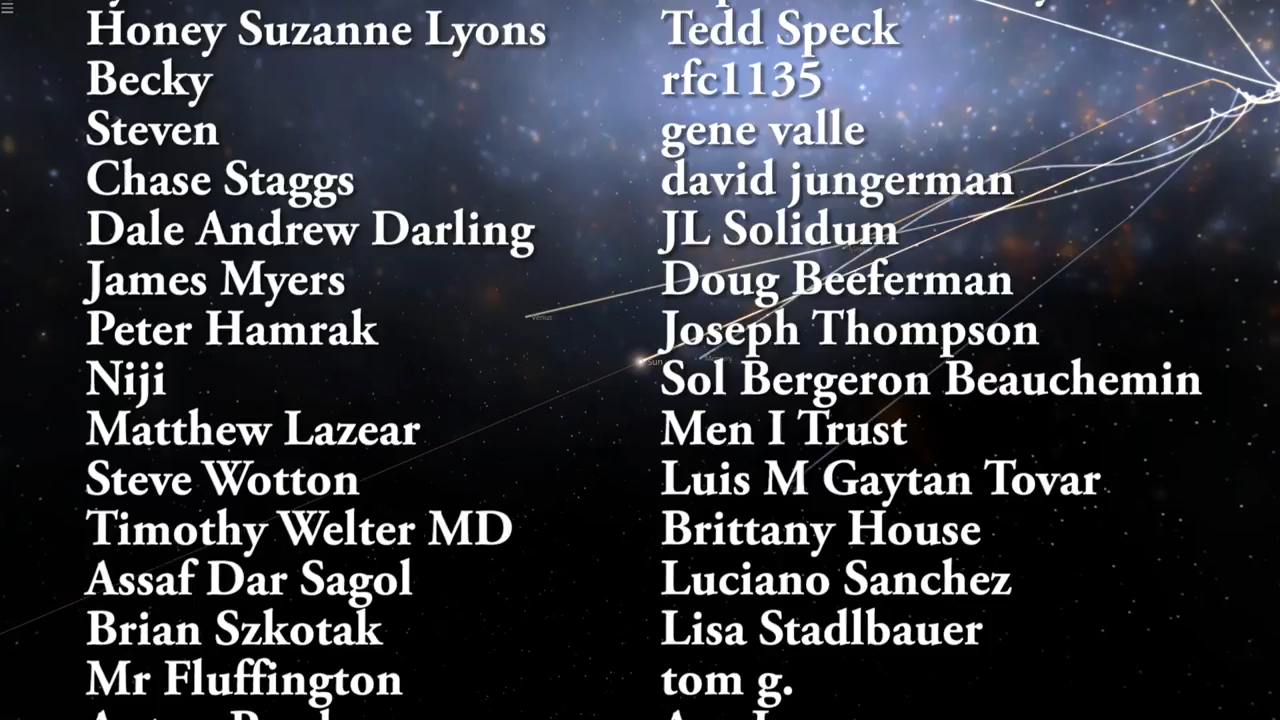 Honey Suzanne Lyons
Becky
Steven
Chase Staggs
Dale Andrew Darling
James Myers
Peter Hamrak
Niji
Matthew Lazear
Steve Wotton
Timothy Welter MD
Assaf Dar Sagol
Brian Szkotak
Mr Fluffington
Tedd Speck
rfc1135
gene valle
david jungerman
JL Solidum
Doug Beeferman
Joseph Thompson
Sol Bergeron Beauchemin
Men I Trust
Luis M Gaytan Tovar
Brittany House
Luciano Sanchez
Lisa Stadlbauer
tom g.
Venus
Sun
Mercury